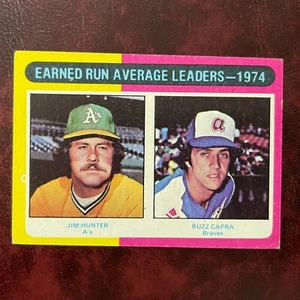 EARNED RUN AVERAGE LEADERS—1974
A's
a
JIM HUNTER
A's
BUZZ CAPRA
Braves